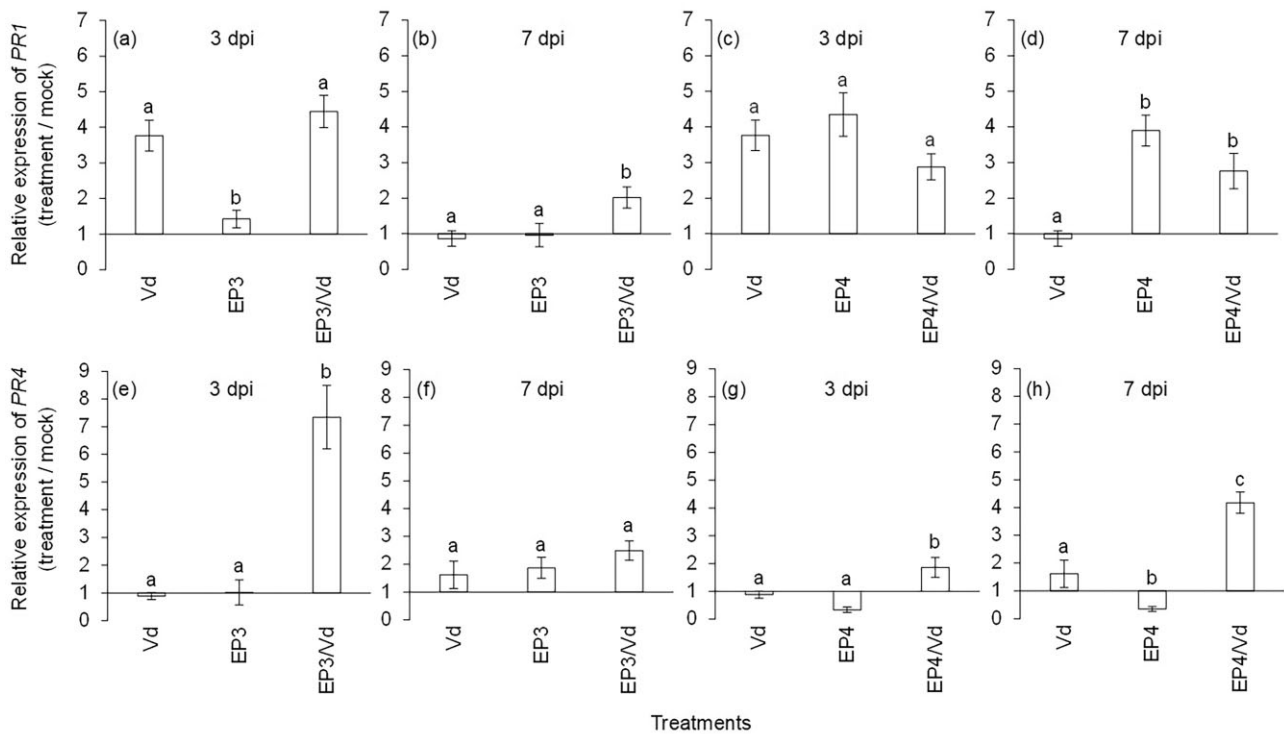 Relative expression of PR1
(treatment / mock)
(a) 3 dpi
7
6
5
4
3
2
1
0
a
b
a
Vd
EP3
EP3/Vd
(b) 7 dpi
7
6
5
4
3
2
1
0
a
a
b
Vd
EP3
EP3/Vd
(c) 3 dpi
7
6
5
4
3
2
1
0
a
a
a
Vd
EP4
EP4/Vd
(d) 7 dpi
7
6
5
4
3
2
1
0
a
b
b
Vd
EP4
EP4/Vd
Relative expression of PR4
(treatment / mock)
(e) 3 dpi
9
8
7
6
5
4
3
2
1
0
a
a
b
Vd
EP3
EP3/Vd
(f) 7 dpi
9
8
7
6
5
4
3
2
1
0
a
a
a
Vd
EP3
EP3/Vd
(g) 3 dpi
9
8
7
6
5
4
3
2
1
0
a
a
b
Vd
EP4
EP4/Vd
(h) 7 dpi
9
8
7
6
5
4
3
2
1
0
a
b
c
Vd
EP4
EP4/Vd
Treatments